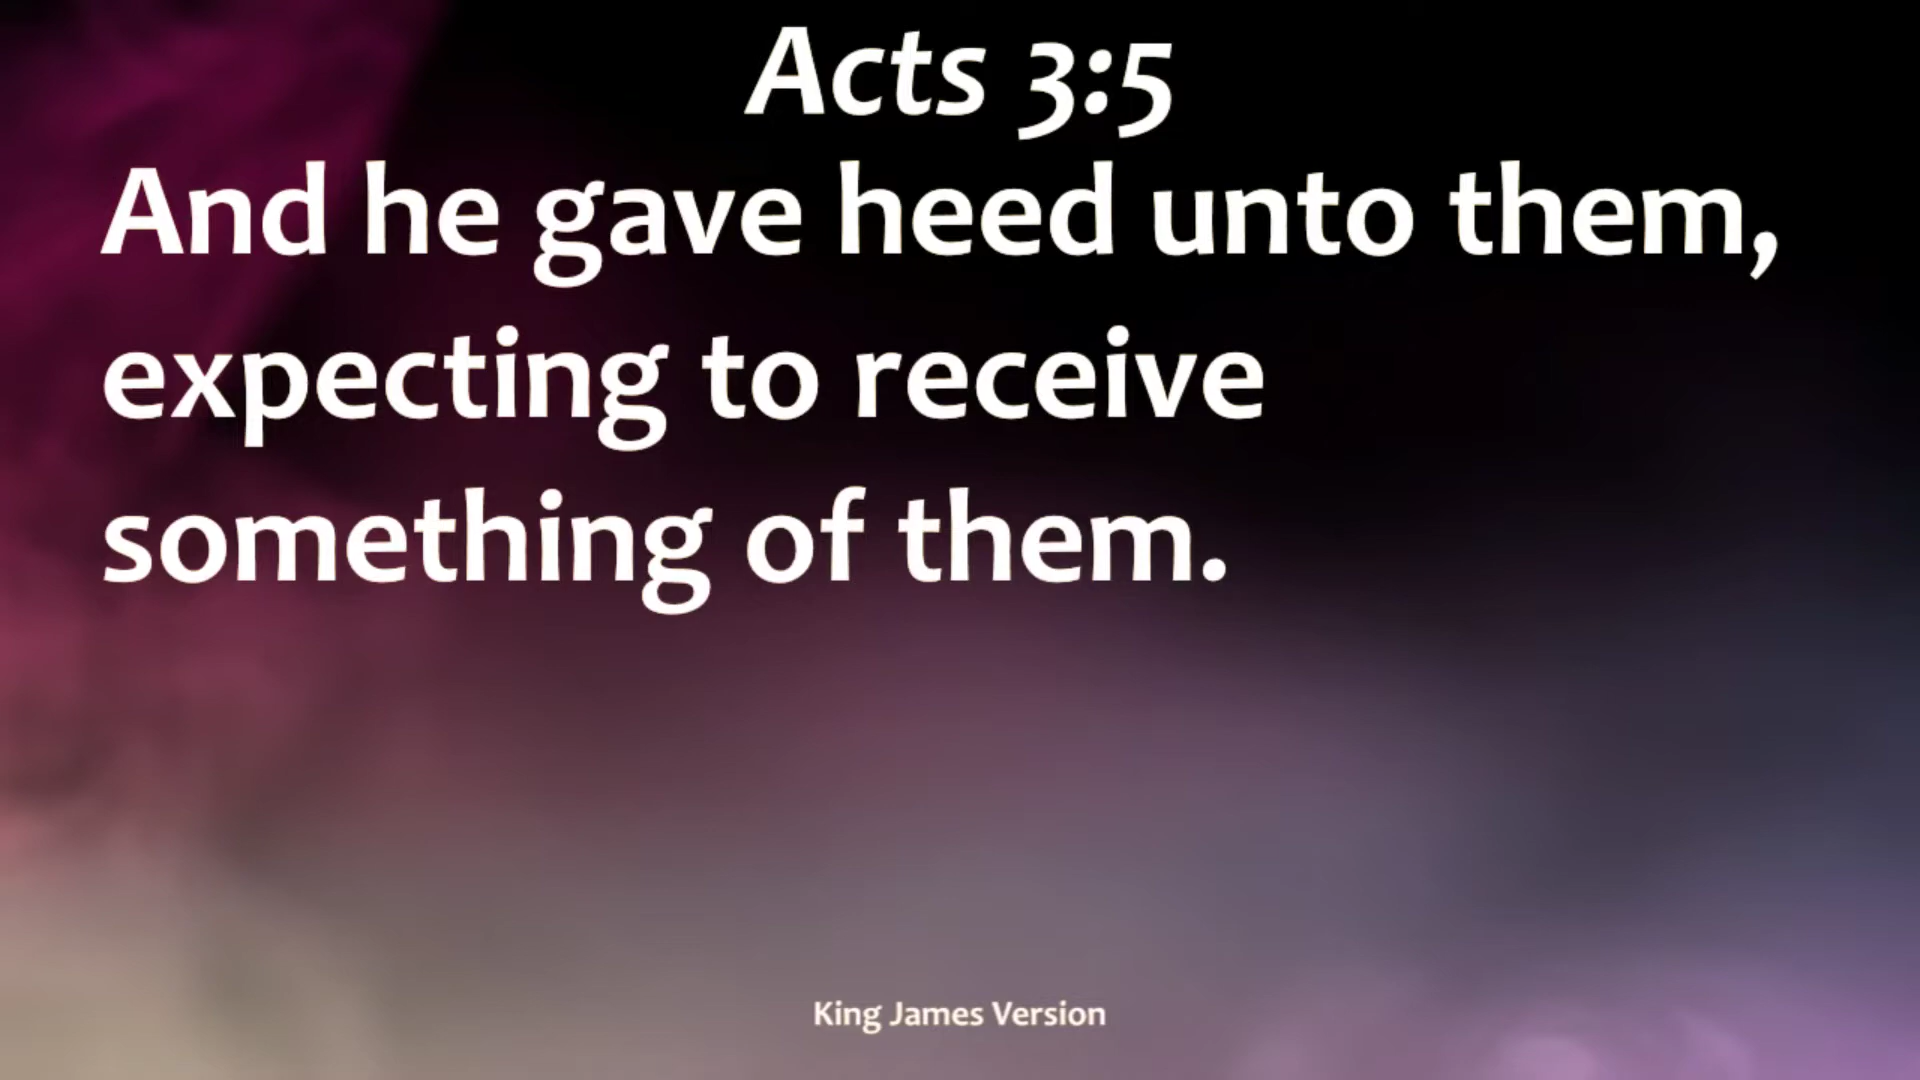 Acts 3:5
And he gave heed unto them,
expecting to receive
something of them.
King James Version